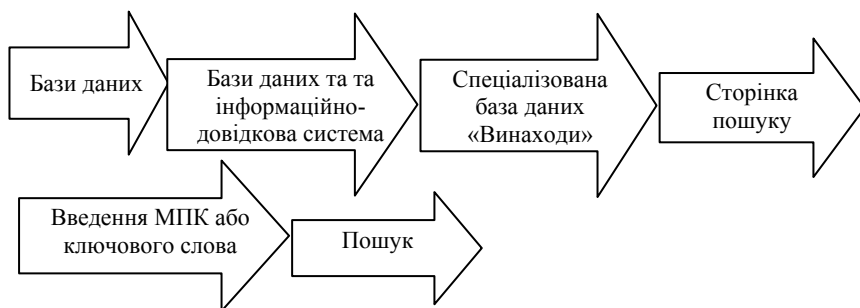 Бази даних
Бази даних та та
інформаційно-
довідкова система
Спеціалізована
база даних
«Винаходи»
Сторінка
пошуку
Введення МПК або
ключового слова
Пошук